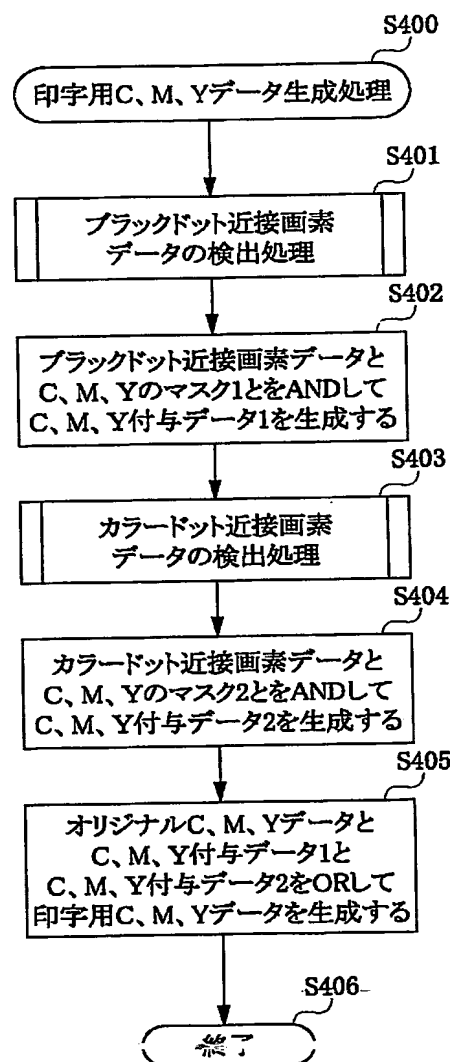 S400
印字用C、M、Yデータ生成処理
S401
ブラックドット近接画素
データの検出処理
S402
ブラックドット近接画素データと
C、M、Yのマスク1とをANDして
C、M、Y付与データ1を生成する
S403
カラードット近接画素
データの検出処理
S404
カラードット近接画素データと
C、M、Yのマスク2とをANDして
C、M、Y付与データ2を生成する
S405
オリジナルC、M、Yデータと
C、M、Y付与データ1と
C、M、Y付与データ2をORして
印字用C、M、Yデータを生成する
S406
終了